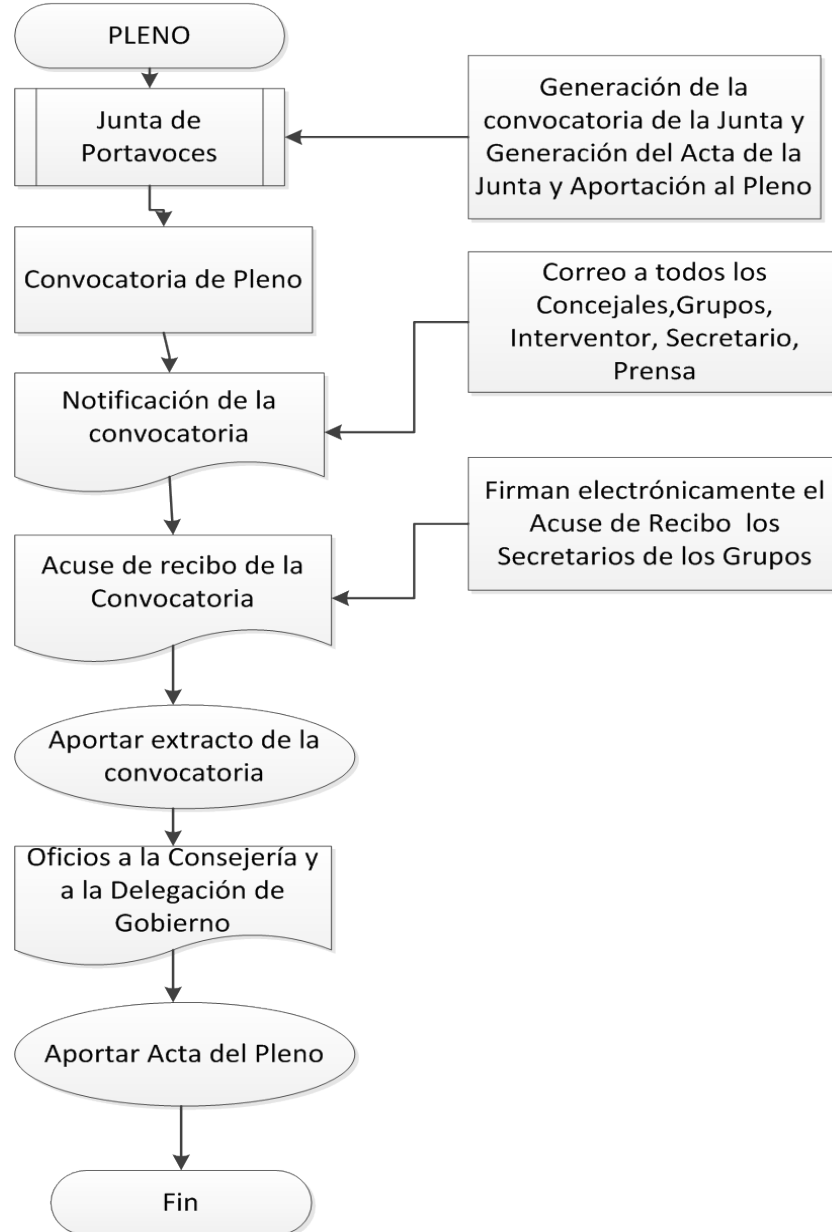 PLENO
Junta de
Portavoces
Generación de la
convocatoria de la Junta y
Generación del Acta de la
Junta y Aportación al Pleno
Convocatoria de Pleno
Correo a todos los
Concejales,Grupos,
Interventor, Secretario,
Prensa
Notificación de la
convocatoria
Firman electrónicamente el
Acuse de Recibo  los
Secretarios de los Grupos
Acuse de recibo de la
Convocatoria
Aportar extracto de la
convocatoria
Oficios a la Consejería y
a la Delegación de
Gobierno
Aportar Acta del Pleno
Fin